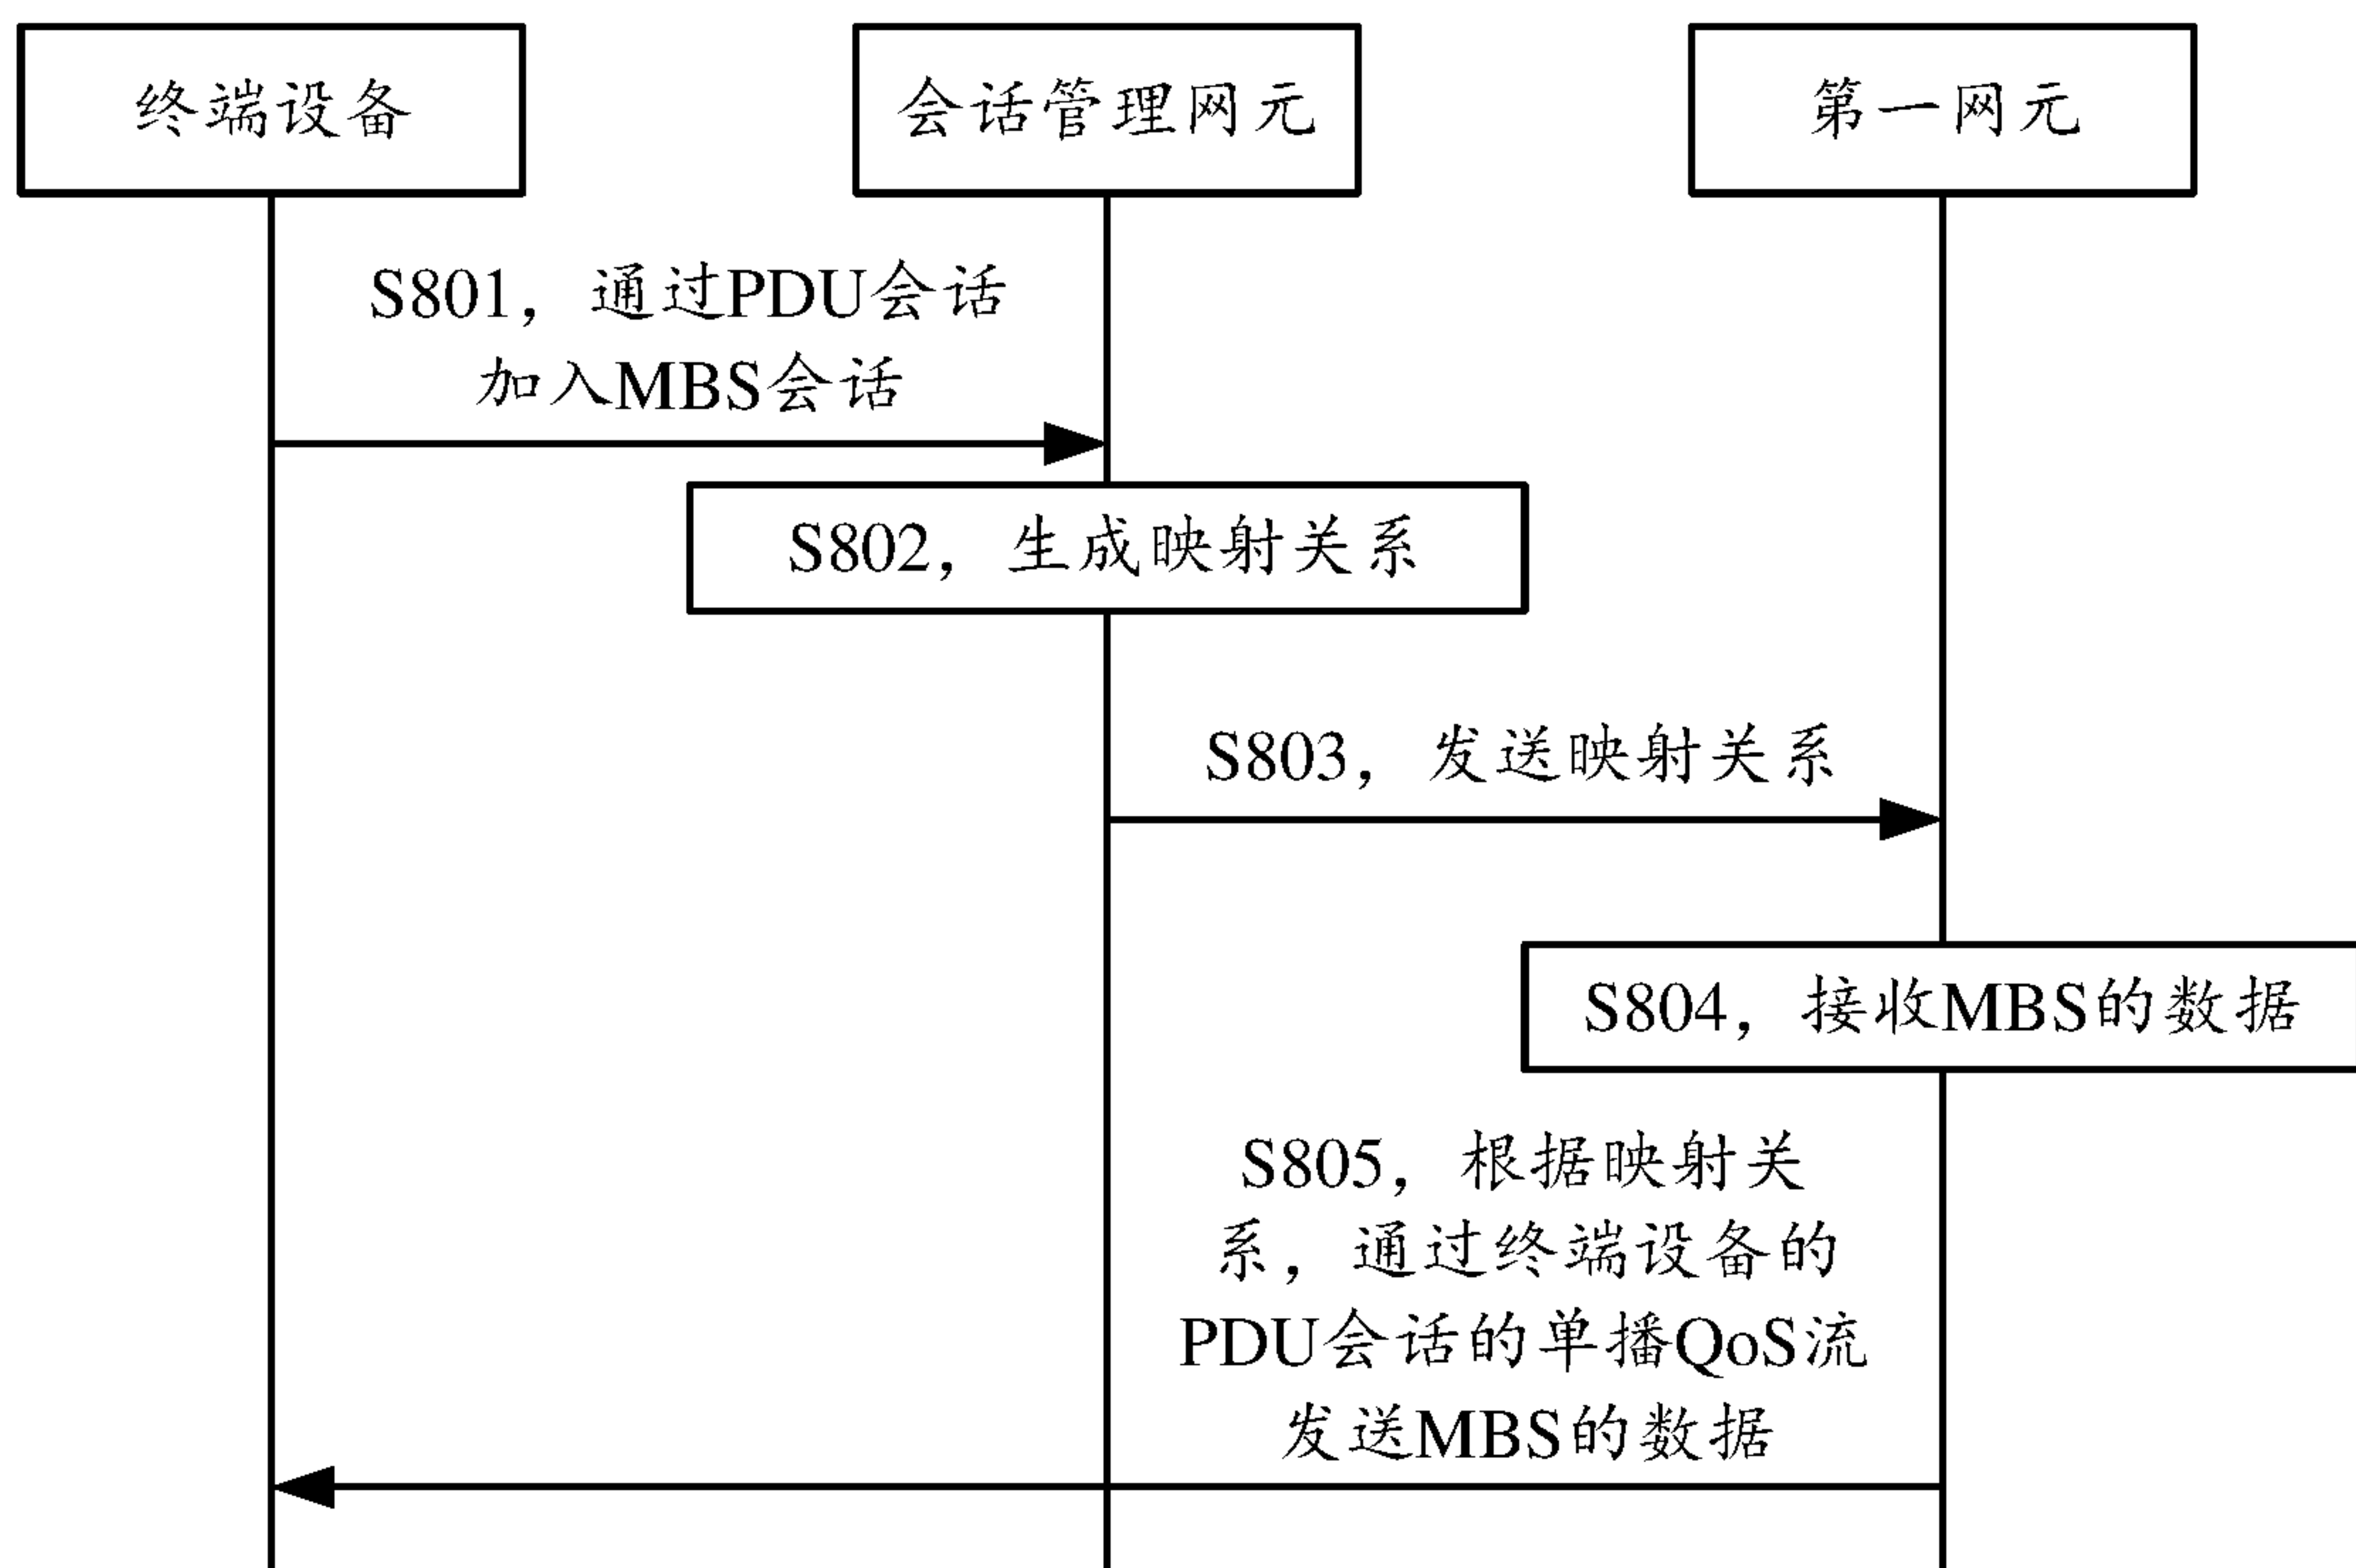 终端设备
会话管理网元
第一网元
S801，通过PDU会话
加入MBS会话
S802，生成映射关系
S803，发送映射关系
S804，接收MBS的数据
S805，根据映射关
系，通过终端设备的
PDU会话的单播QoS流
发送MBS的数据